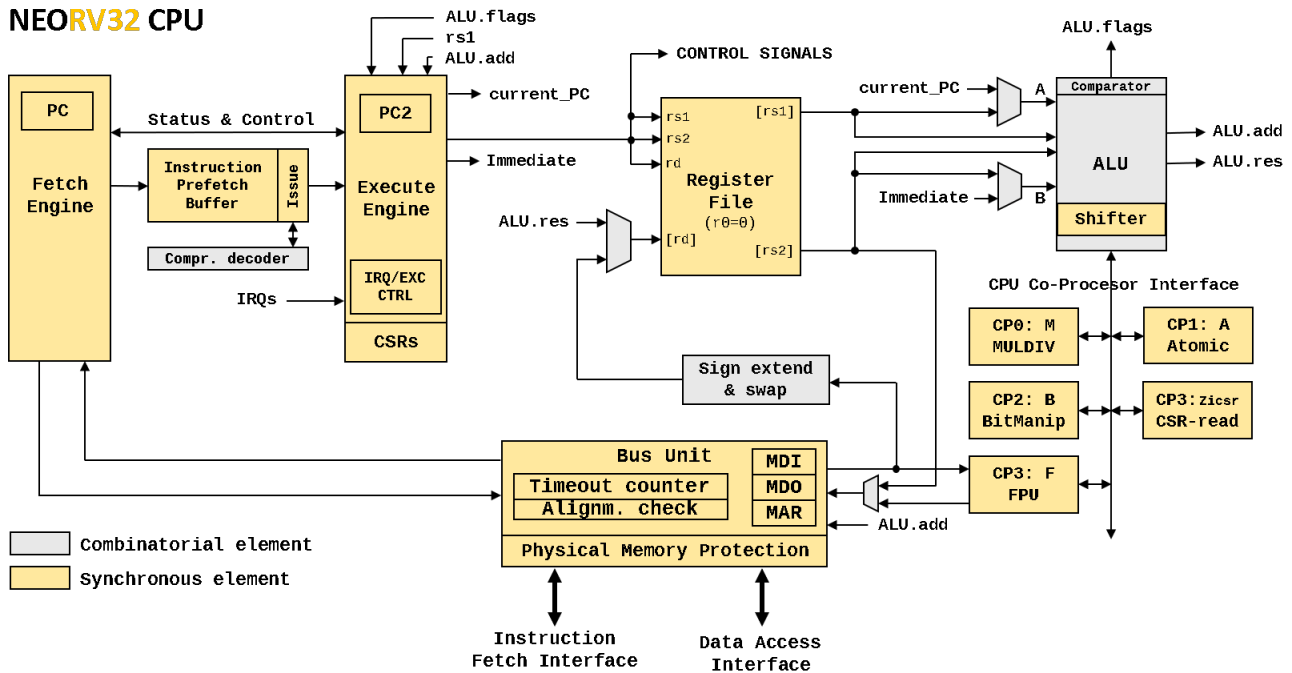 NEORV32 CPU
ALU.flags
rs1
ALU.add
CONTROL SIGNALS
ALU.flags
PC
Fetch
Engine
Status & Control
Instruction
Prefetch
Buffer
Issue
Compr. decoder
IRQs
PC2
Execute
Engine
IRQ/EXC
CTRL
CSRs
current_PC
Immediate
ALU.res
rs1
rs2
rd
[rd]
[rs1]
[rs2]
Register
File
(r0=0)
current_PC
A
Immediate
B
Comparator
ALU
Shifter
ALU.add
ALU.res
CPU Co-Procesor Interface
CP0: M
MULDIV
CP1: A
Atomic
CP2: B
BitManip
CP3:Zicsr
CSR-read
CP3: F
FPU
Sign extend
& swap
Bus Unit
Timeout counter
Alignm. check
MDI
MDO
MAR
ALU.add
Physical Memory Protection
Combinatorial element
Synchronous element
Instruction
Fetch Interface
Data Access
Interface